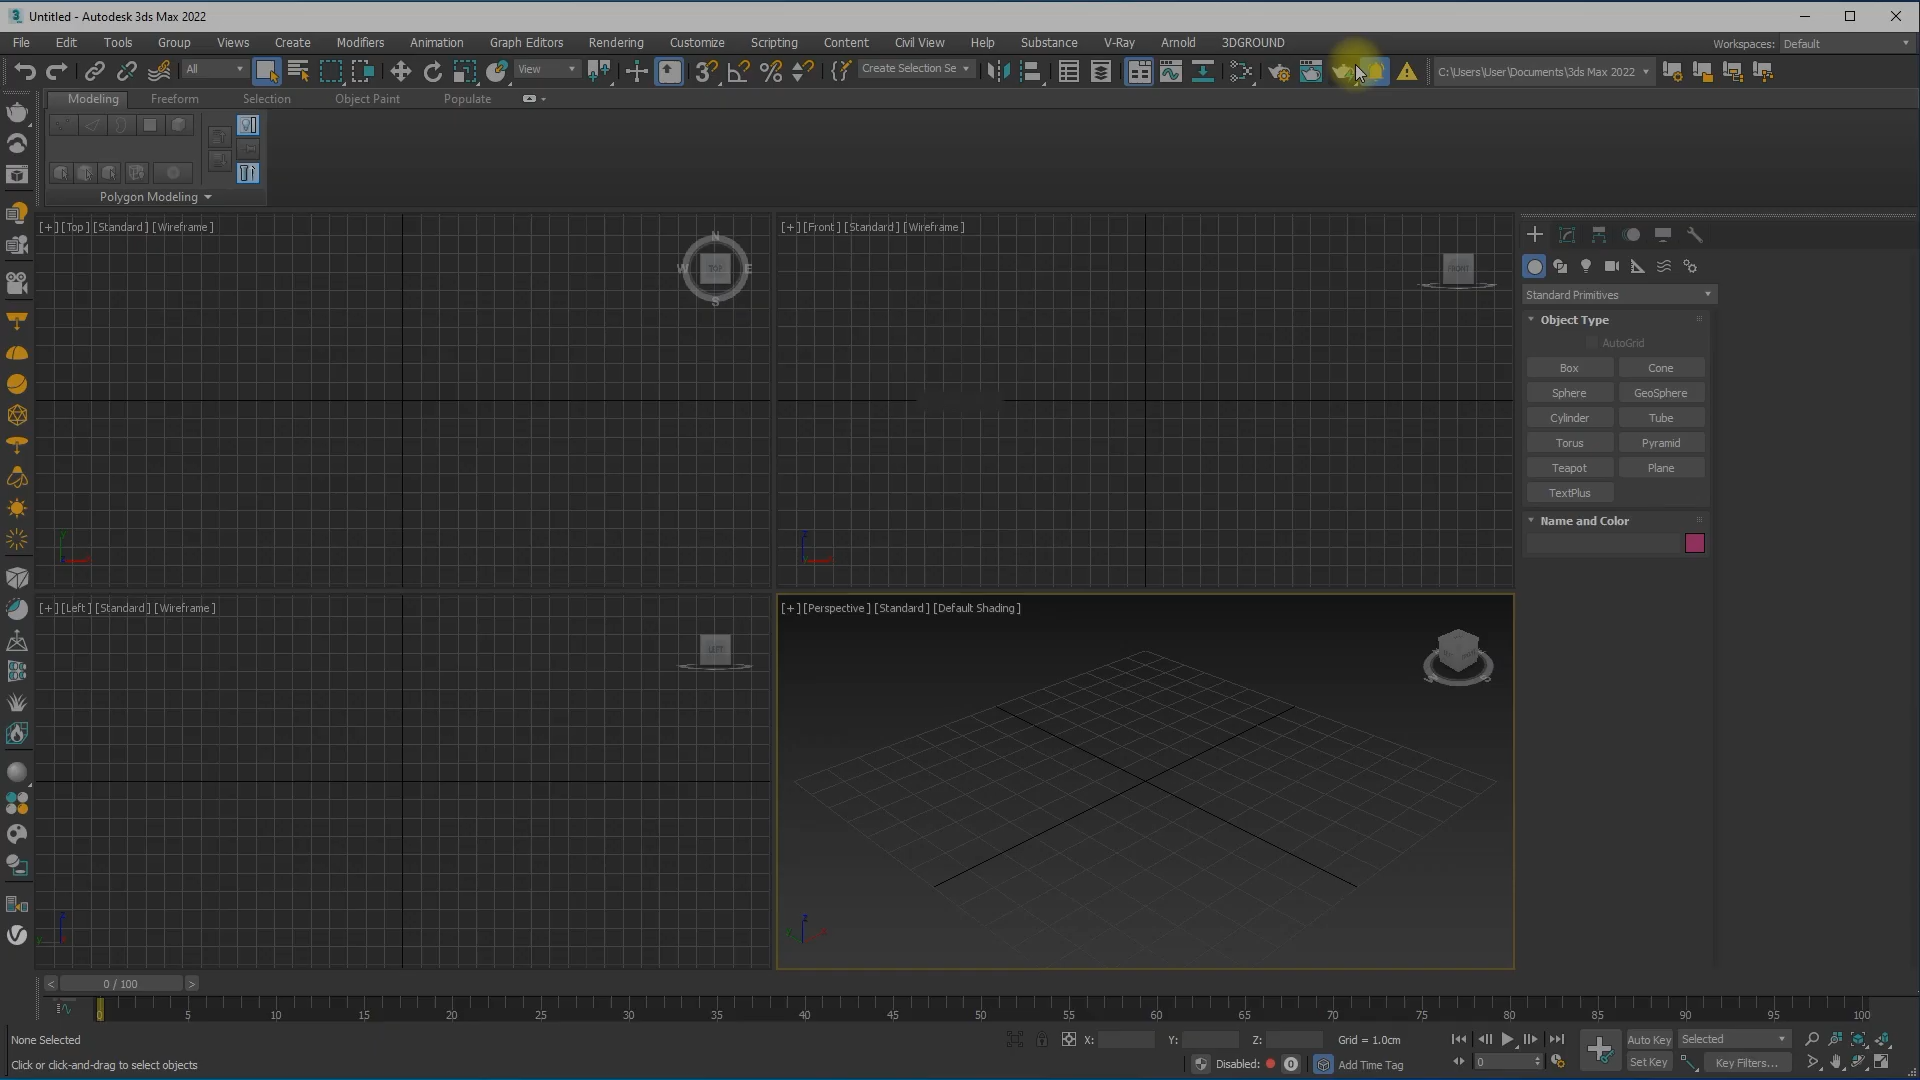 Untitled - Autodesk 3ds Max 2022
File Edit Tools Group Views Create Modifiers Animation Graph Editors Rendering Customize Scripting Content Civil View Help Substance V-Ray Arnold 3DGROUND Workspaces: Default
All View Create Selection Se C:\Users\User\Documents\3ds Max 2022
Modeling Freeform Selection Object Paint Populate
Polygon Modeling
[+] [Top] [Standard] [Wireframe]
N
W TOP E
S
[+] [Front] [Standard] [Wireframe]
FRONT
Standard Primitives
Object Type
AutoGrid
Box Cone
Sphere GeoSphere
Cylinder Tube
Torus Pyramid
Teapot Plane
TextPlus
Name and Color
[+] [Left] [Standard] [Wireframe]
LEFT
[+] [Perspective] [Standard] [Default Shading]
< 0 / 100 >
0 5 10 15 20 25 30 35 40 45 50 55 60 65 70 75 80 85 90 95 100
None Selected
X: Y: Z: Grid = 1.0cm
Auto Key Selected
Click or click-and-drag to select objects
Disabled: 0 Add Time Tag
0 Set Key Key Filters...